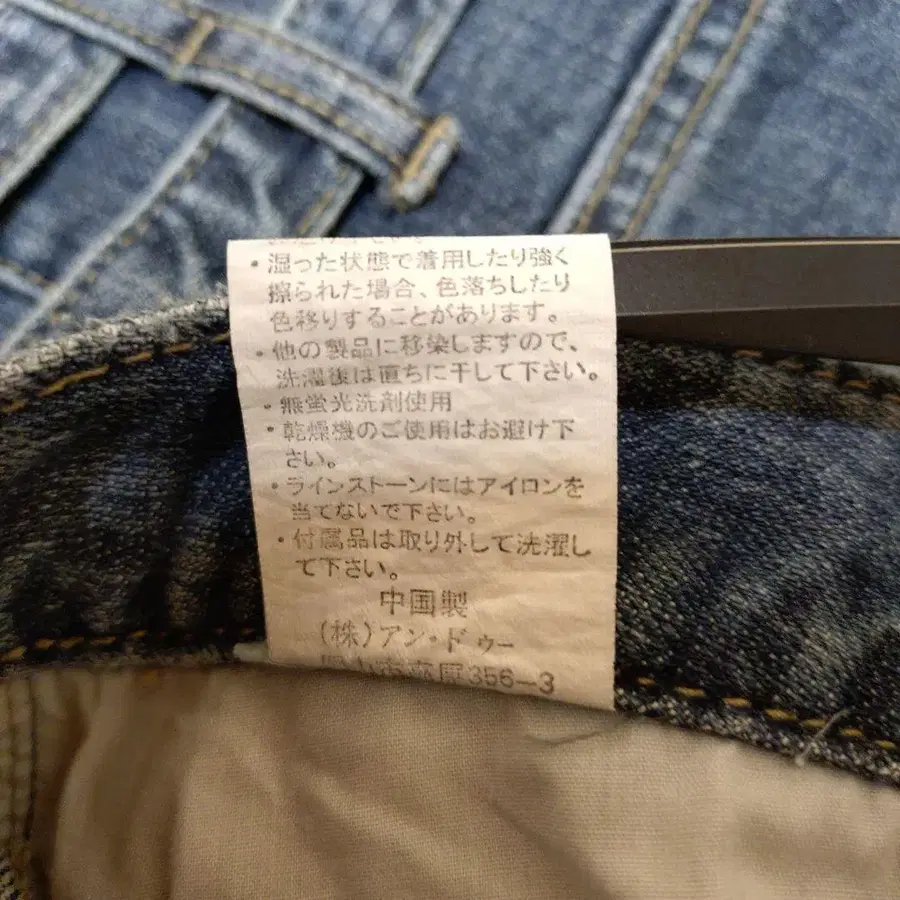 ・湿った状態で着用したり強く
擦られた場合、色落ちしたり
色移りすることがあります。
・他の製品に移染しますので、
洗濯後は直ちに干して下さい。
・無蛍光洗剤使用
・乾燥機のご使用はお避け下
さい。
・ラインストーンにはアイロンを
当てないで下さい。
・付属品は取り外して洗濯し
て下さい。
中国製
(株)アン・ドゥー
356-3